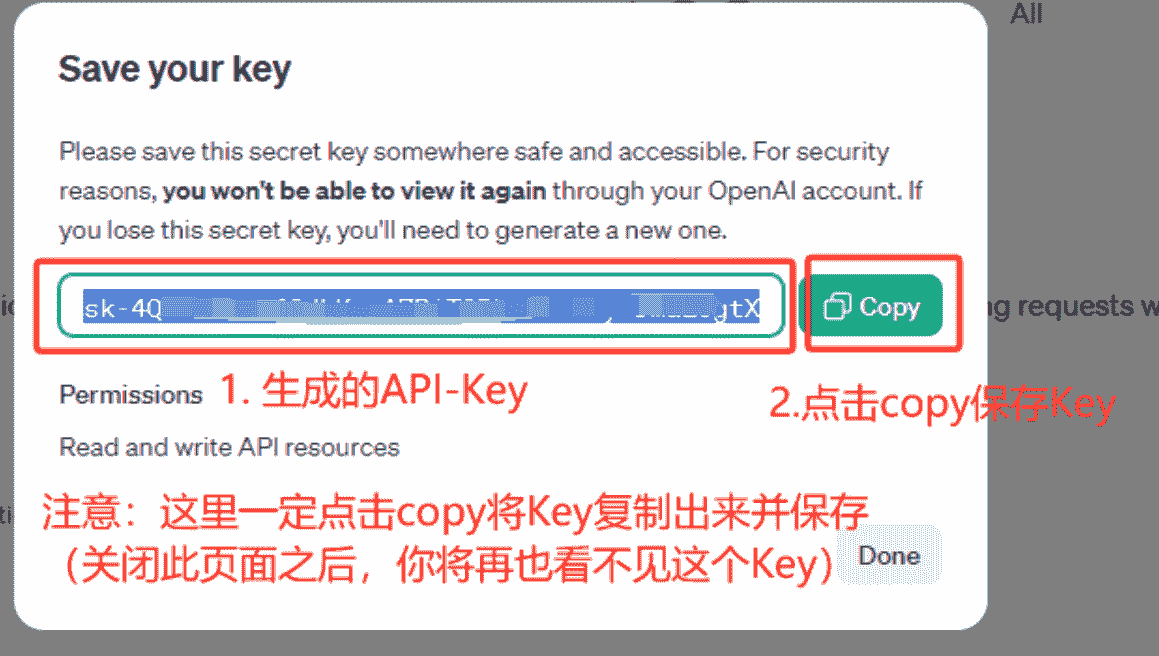 All
Save your key
Please save this secret key somewhere safe and accessible. For security
reasons, you won't be able to view it again through your OpenAI account. If
you lose this secret key, you'll need to generate a new one.
Copy
ng requests w
Permissions
1. 生成的API-Key
2.点击copy保存Key
Read and write API resources
注意：这里一定点击copy将Key复制出来并保存
（关闭此页面之后，你将再也看不见这个Key）
Done